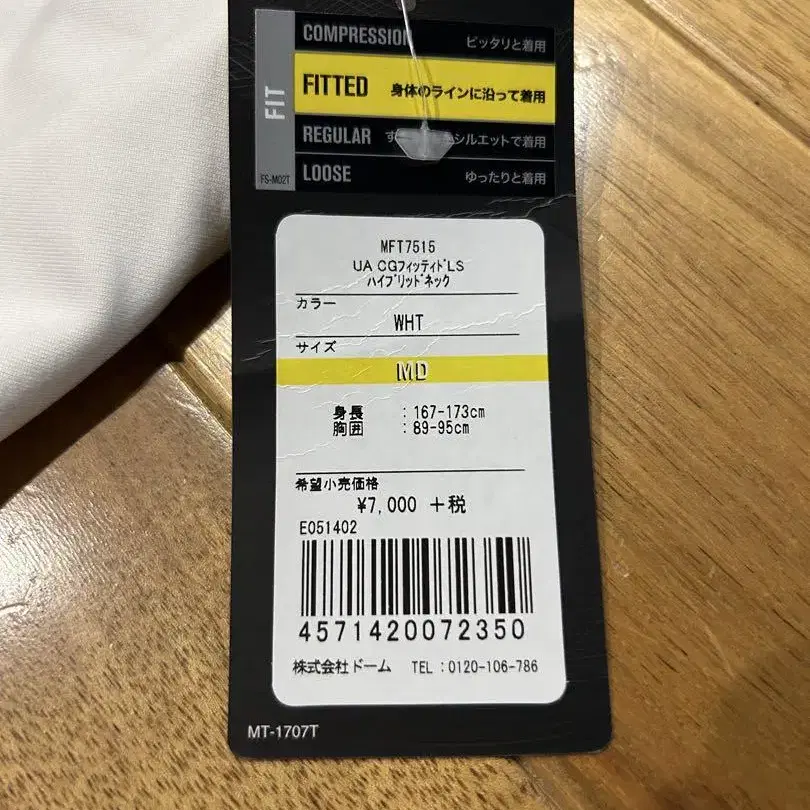 FIT
FS-M02T
COMPRESSION ピッタリと着用
FITTED 身体のラインに沿って着用
REGULAR す シルエットで着用
LOOSE ゆったりと着用
MFT7515
UA CGフィッティドLS
ハイブリッドネック
カラー
WHT
サイズ
MD
身長 :167-173cm
胸囲 :89-95cm
希望小売価格
¥7,000 +税
E051402
4571420072350
株式会社ドーム TEL:0120-106-786
MT-1707T